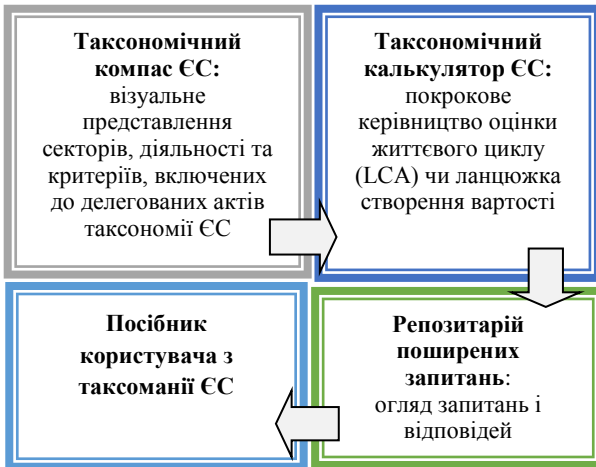 Таксономічний
компас ЄС:
візуальне
представлення
секторів, діяльності та
критеріїв, включених
до делегованих актів
таксономії ЄС
Таксономічний
калькулятор ЄС:
покрокове
керівництво оцінки
життєвого циклу
(LCA) чи ланцюжка
створення вартості
Посібник
користувача з
таксоманії ЄС
Репозитарій
поширених
запитань:
огляд запитань і
відповідей